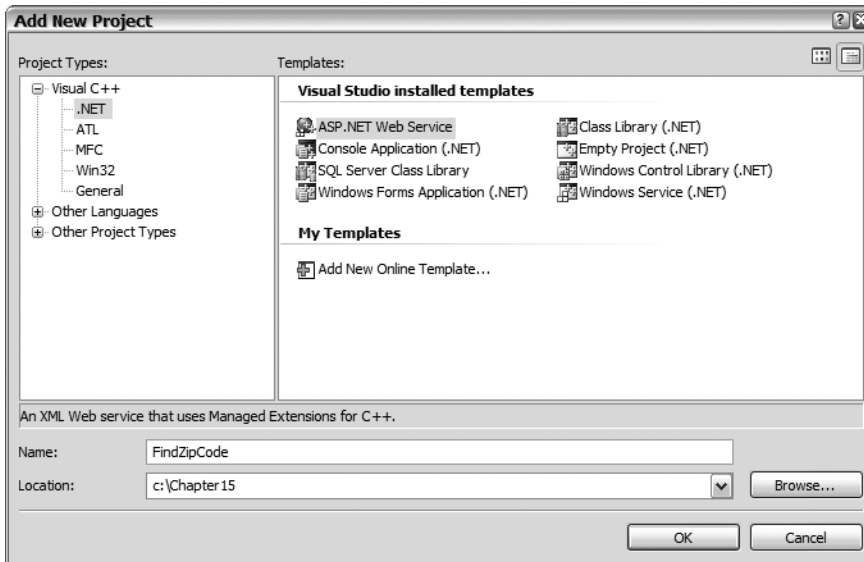 Add New Project
Project Types:
Templates:
Visual C++
.NET
ATL
MFC
Win32
General
Other Languages
Other Project Types
Visual Studio installed templates
ASP.NET Web Service
Class Library (.NET)
Console Application (.NET)
Empty Project (.NET)
SQL Server Class Library
Windows Control Library (.NET)
Windows Forms Application (.NET)
Windows Service (.NET)
My Templates
Add New Online Template...
An XML Web service that uses Managed Extensions for C++.
Name:
FindZipCode
Location:
c:\Chapter15
Browse...
OK
Cancel